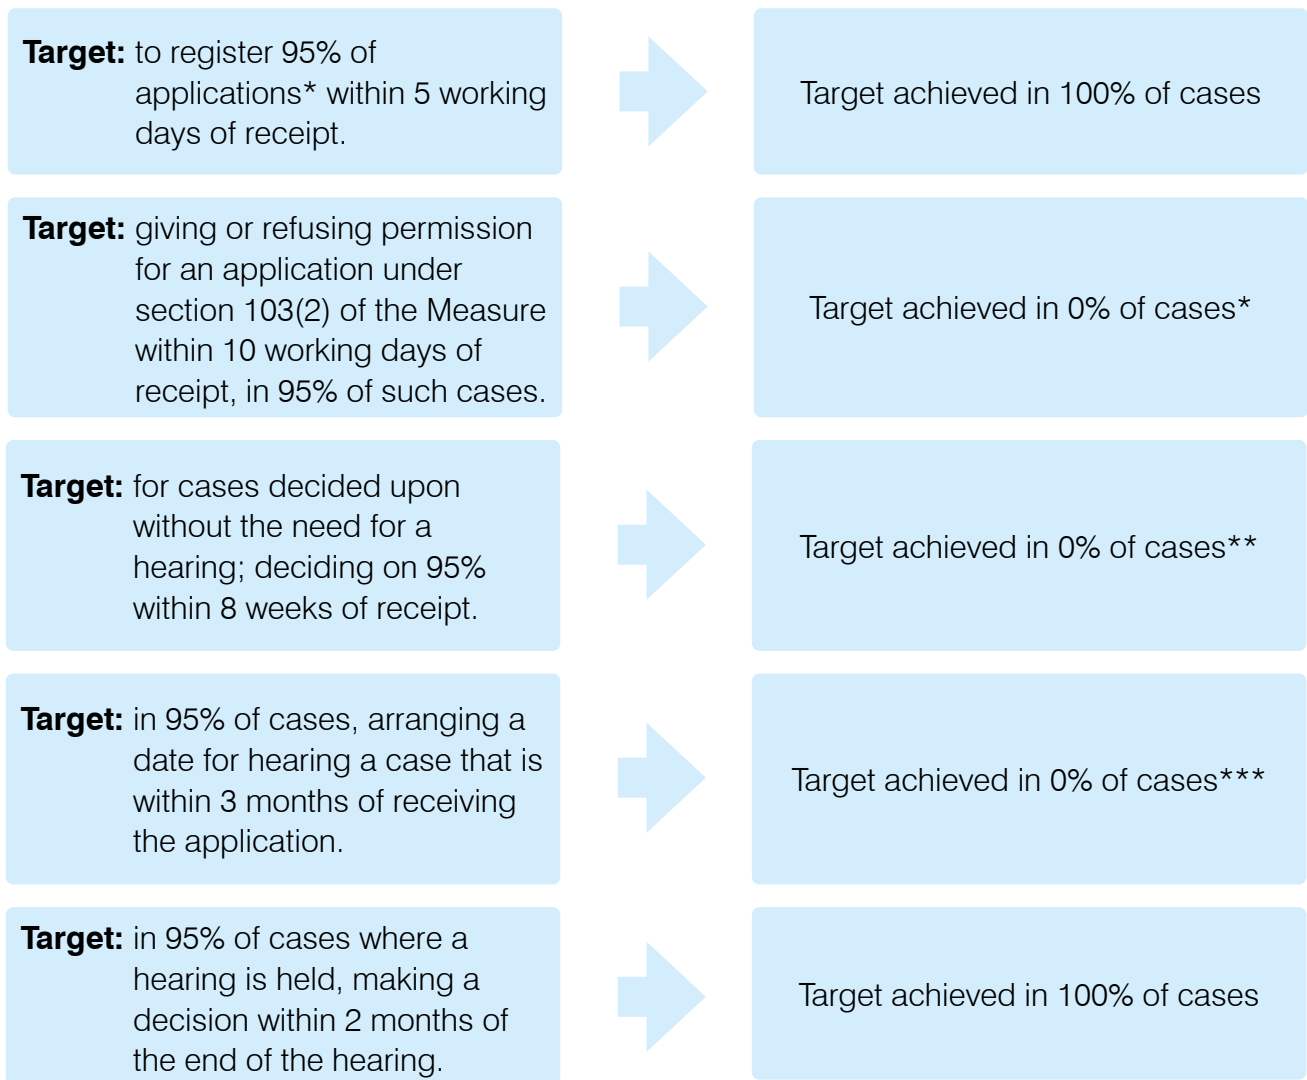 Target: to register 95% of
applications* within 5 working
days of receipt.
Target achieved in 100% of cases
Target: giving or refusing permission
for an application under
section 103(2) of the Measure
within 10 working days of
receipt, in 95% of such cases.
Target achieved in 0% of cases*
Target: for cases decided upon
without the need for a
hearing; deciding on 95%
within 8 weeks of receipt.
Target achieved in 0% of cases**
Target: in 95% of cases, arranging a
date for hearing a case that is
within 3 months of receiving
the application.
Target achieved in 0% of cases***
Target: in 95% of cases where a
hearing is held, making a
decision within 2 months of
the end of the hearing.
Target achieved in 100% of cases